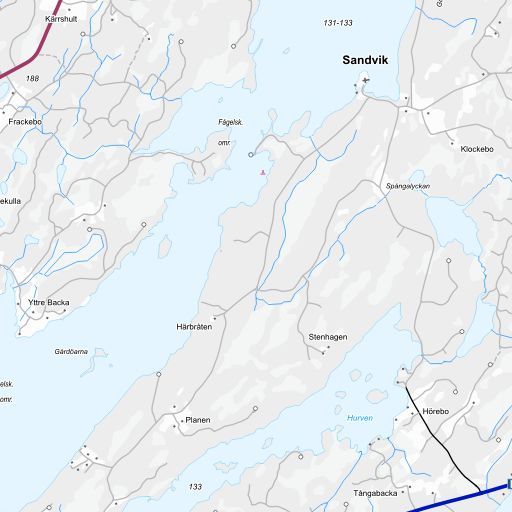 Kärrshult
131-133
Sandvik
188
Frackebo
Fågelsk.
omr.
Klockebo
Spångalyckan
ekulla
Yttre Backa
Härbråten
Stenhagen
Gårdöarna
elsk.
omr.
Planen
Hurven
Hörebo
133
Tångabacka